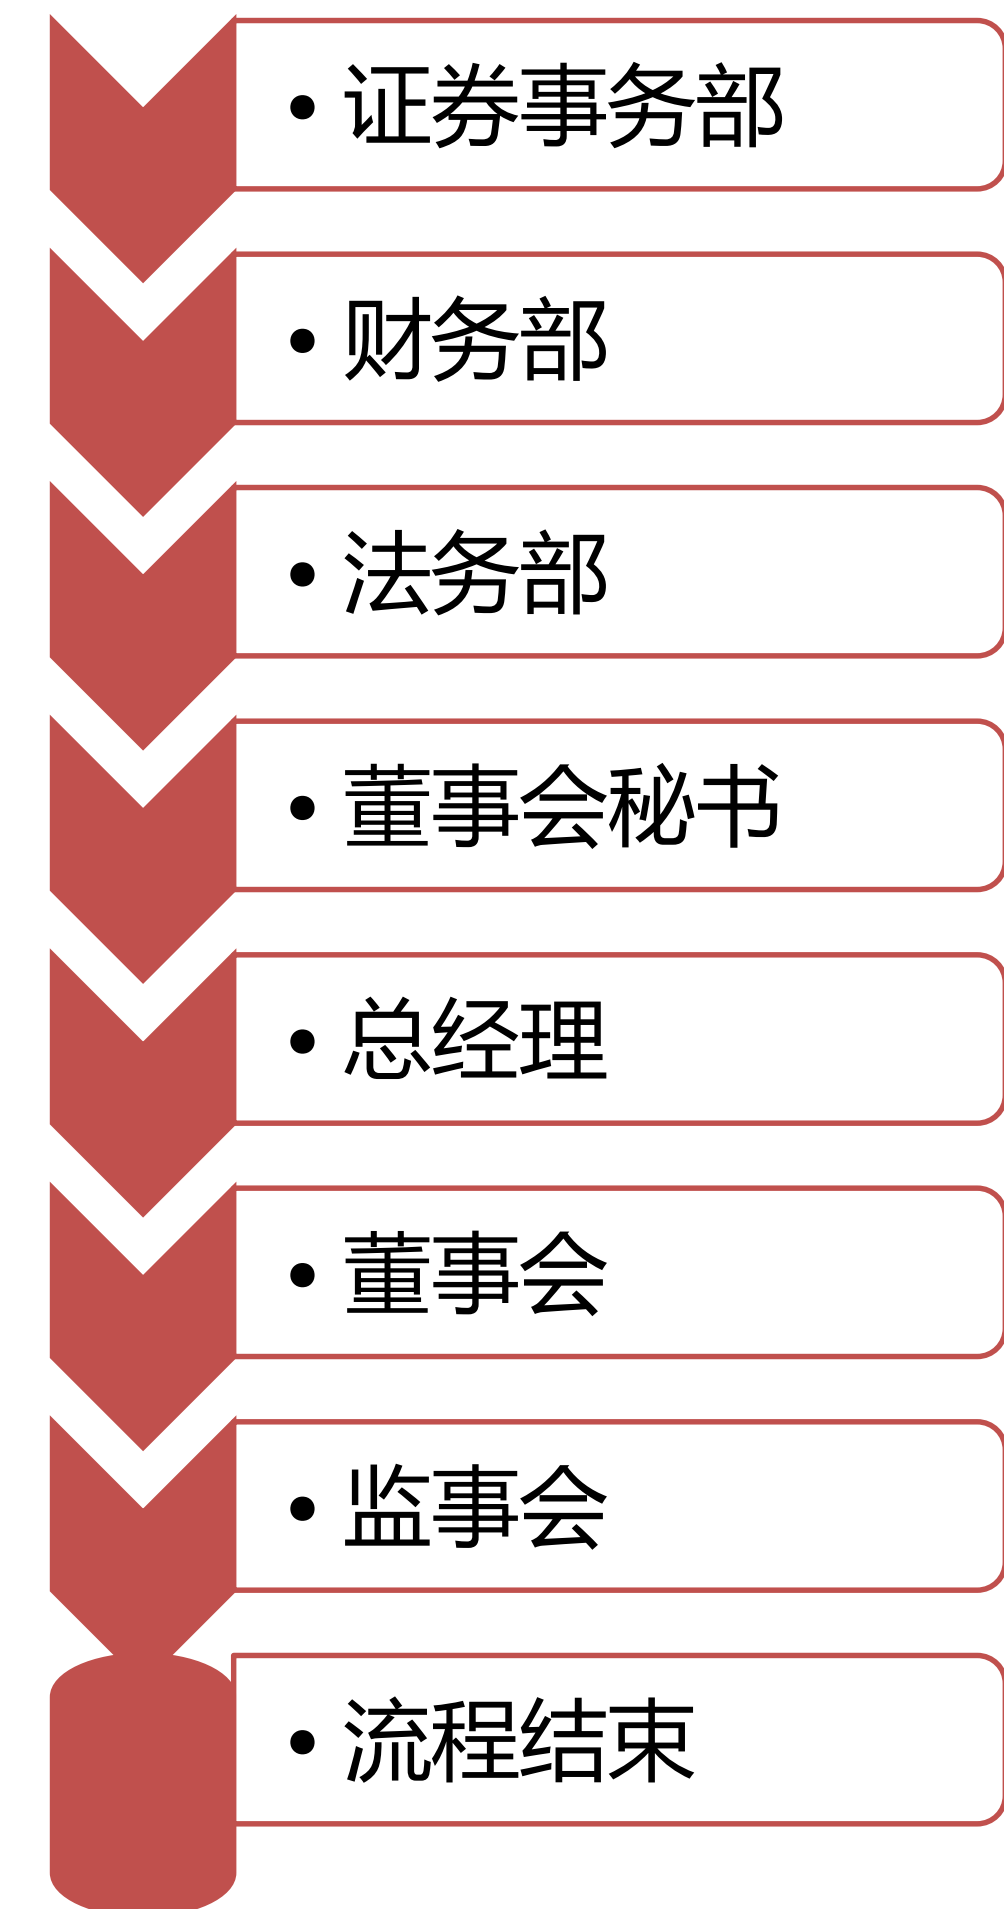 • 证券事务部
• 财务部
• 法务部
• 董事会秘书
• 总经理
• 董事会
• 监事会
• 流程结束